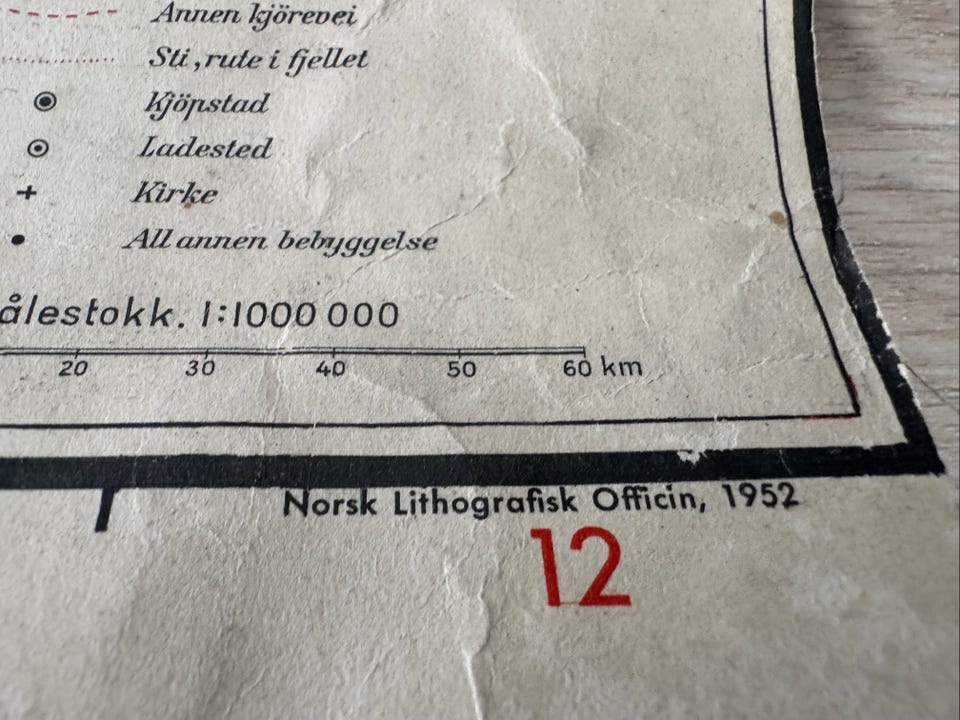 Annen kjörevei
Sti, rute i fjellet
Kjöpstad
Ladested
Kirke
All annen bebyggelse
ålestokk. 1:1000 000
20 30 40 50 60 km
Norsk Lithografisk Officin, 1952
12